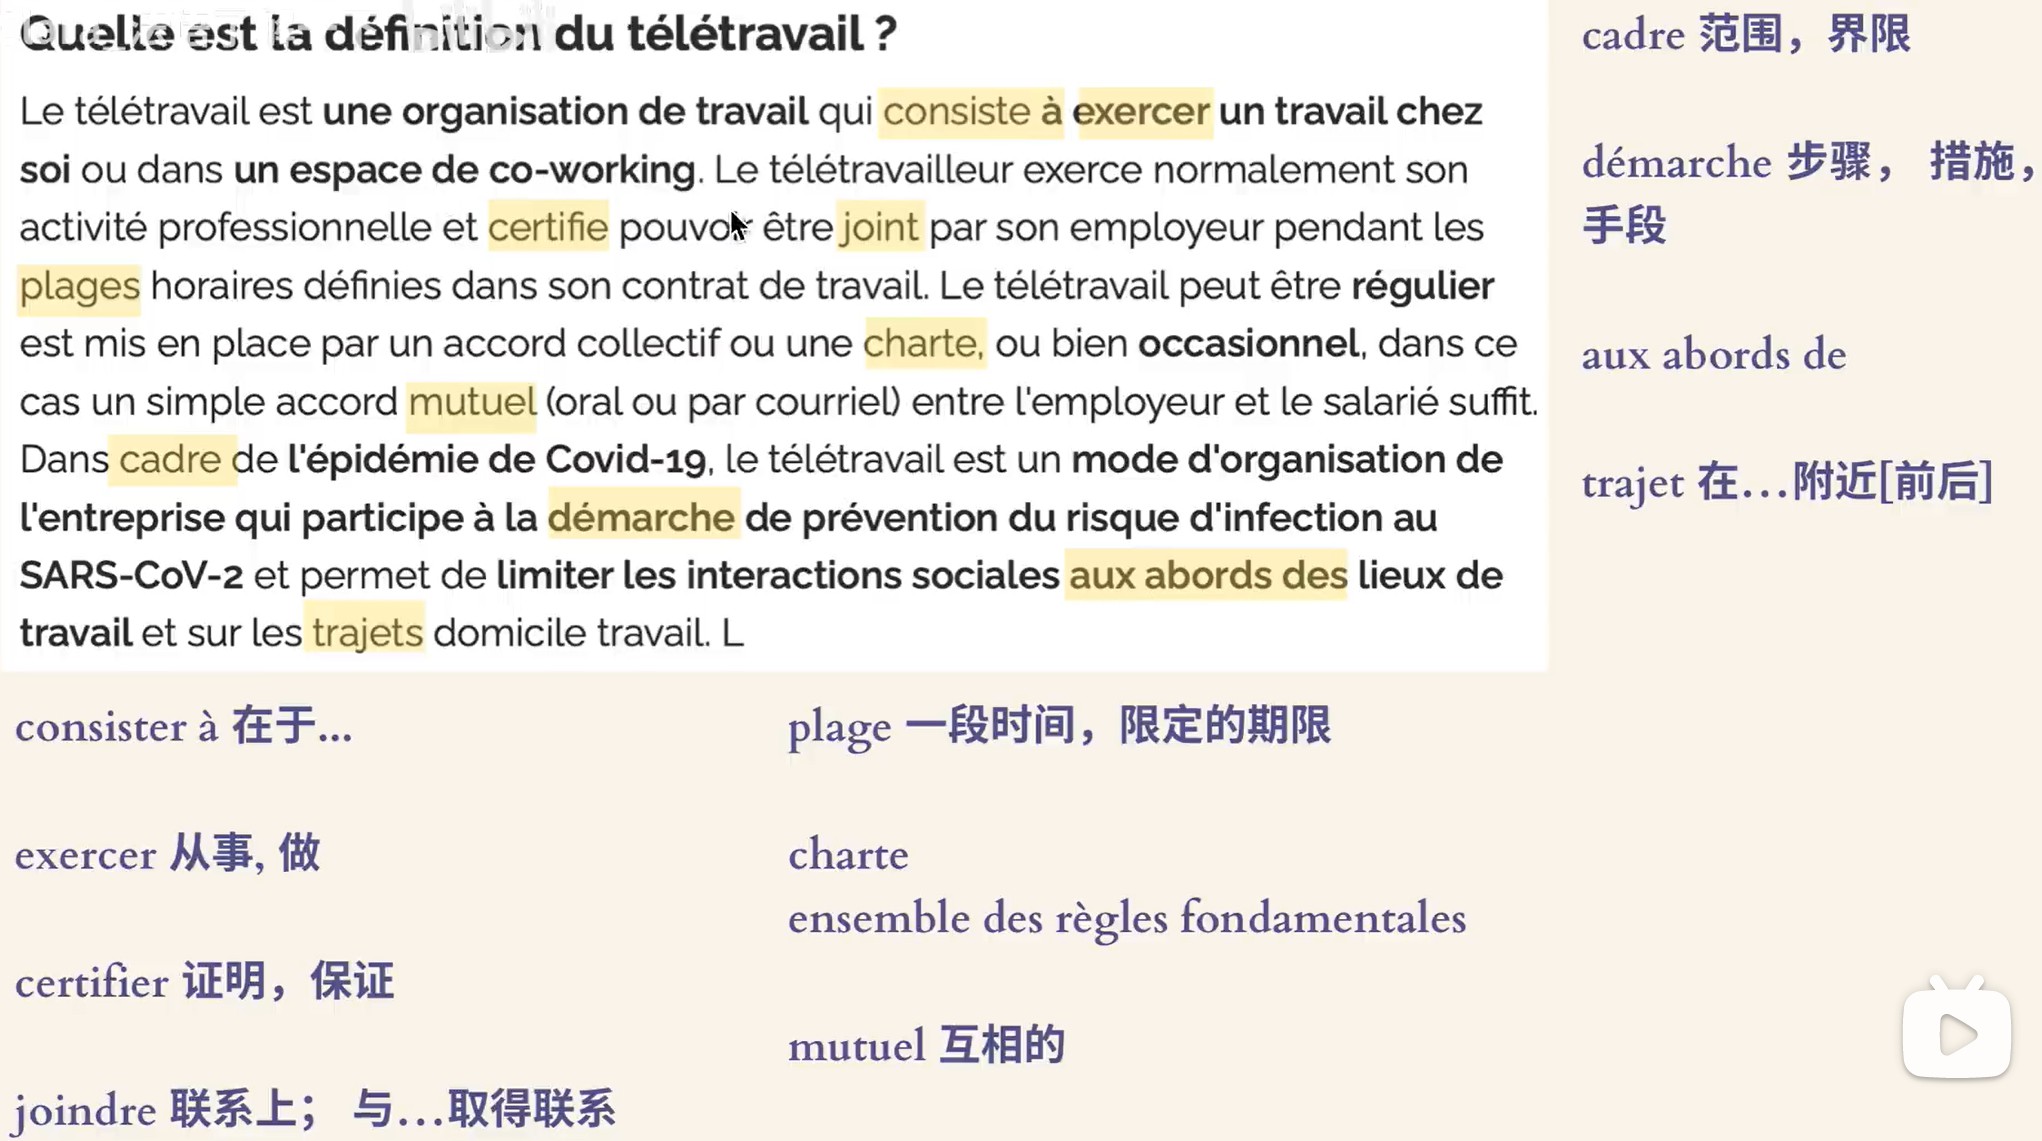 Quelle est la définition du télétravail ?
Le télétravail est une organisation de travail qui consiste à exercer un travail chez
soi ou dans un espace de co-working. Le télétravailleur exerce normalement son
activité professionnelle et certifie pouvoir être joint par son employeur pendant les
plages horaires définies dans son contrat de travail. Le télétravail peut être régulier
est mis en place par un accord collectif ou une charte, ou bien occasionnel, dans ce
cas un simple accord mutuel (oral ou par courriel) entre l'employeur et le salarié suffit.
Dans cadre de l'épidémie de Covid-19, le télétravail est un mode d'organisation de
l'entreprise qui participe à la démarche de prévention du risque d'infection au
SARS-CoV-2 et permet de limiter les interactions sociales aux abords des lieux de
travail et sur les trajets domicile travail. L
cadre 范围，界限
démarche 步骤， 措施，
手段
aux abords de
trajet 在…附近[前后]
consister à 在于...
exercer 从事, 做
certifier 证明，保证
joindre 联系上； 与…取得联系
plage 一段时间，限定的期限
charte
ensemble des règles fondamentales
mutuel 互相的